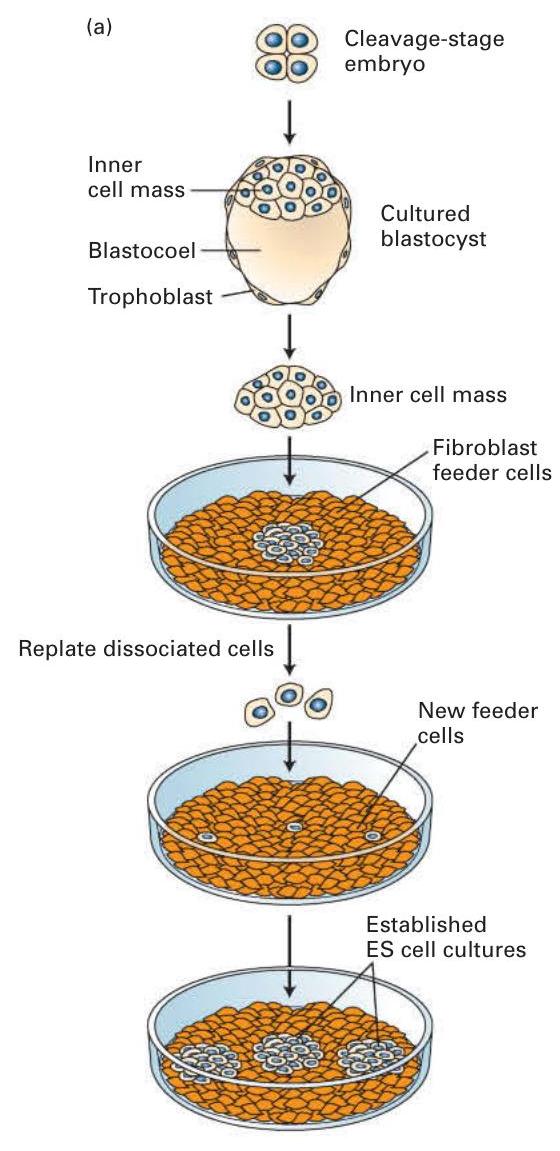 (a)
Cleavage-stage
embryo
Inner
cell mass
Cultured
blastocyst
Blastocoel
Trophoblast
Inner cell mass
Fibroblast
feeder cells
Replate dissociated cells
New feeder
cells
Established
ES cell cultures